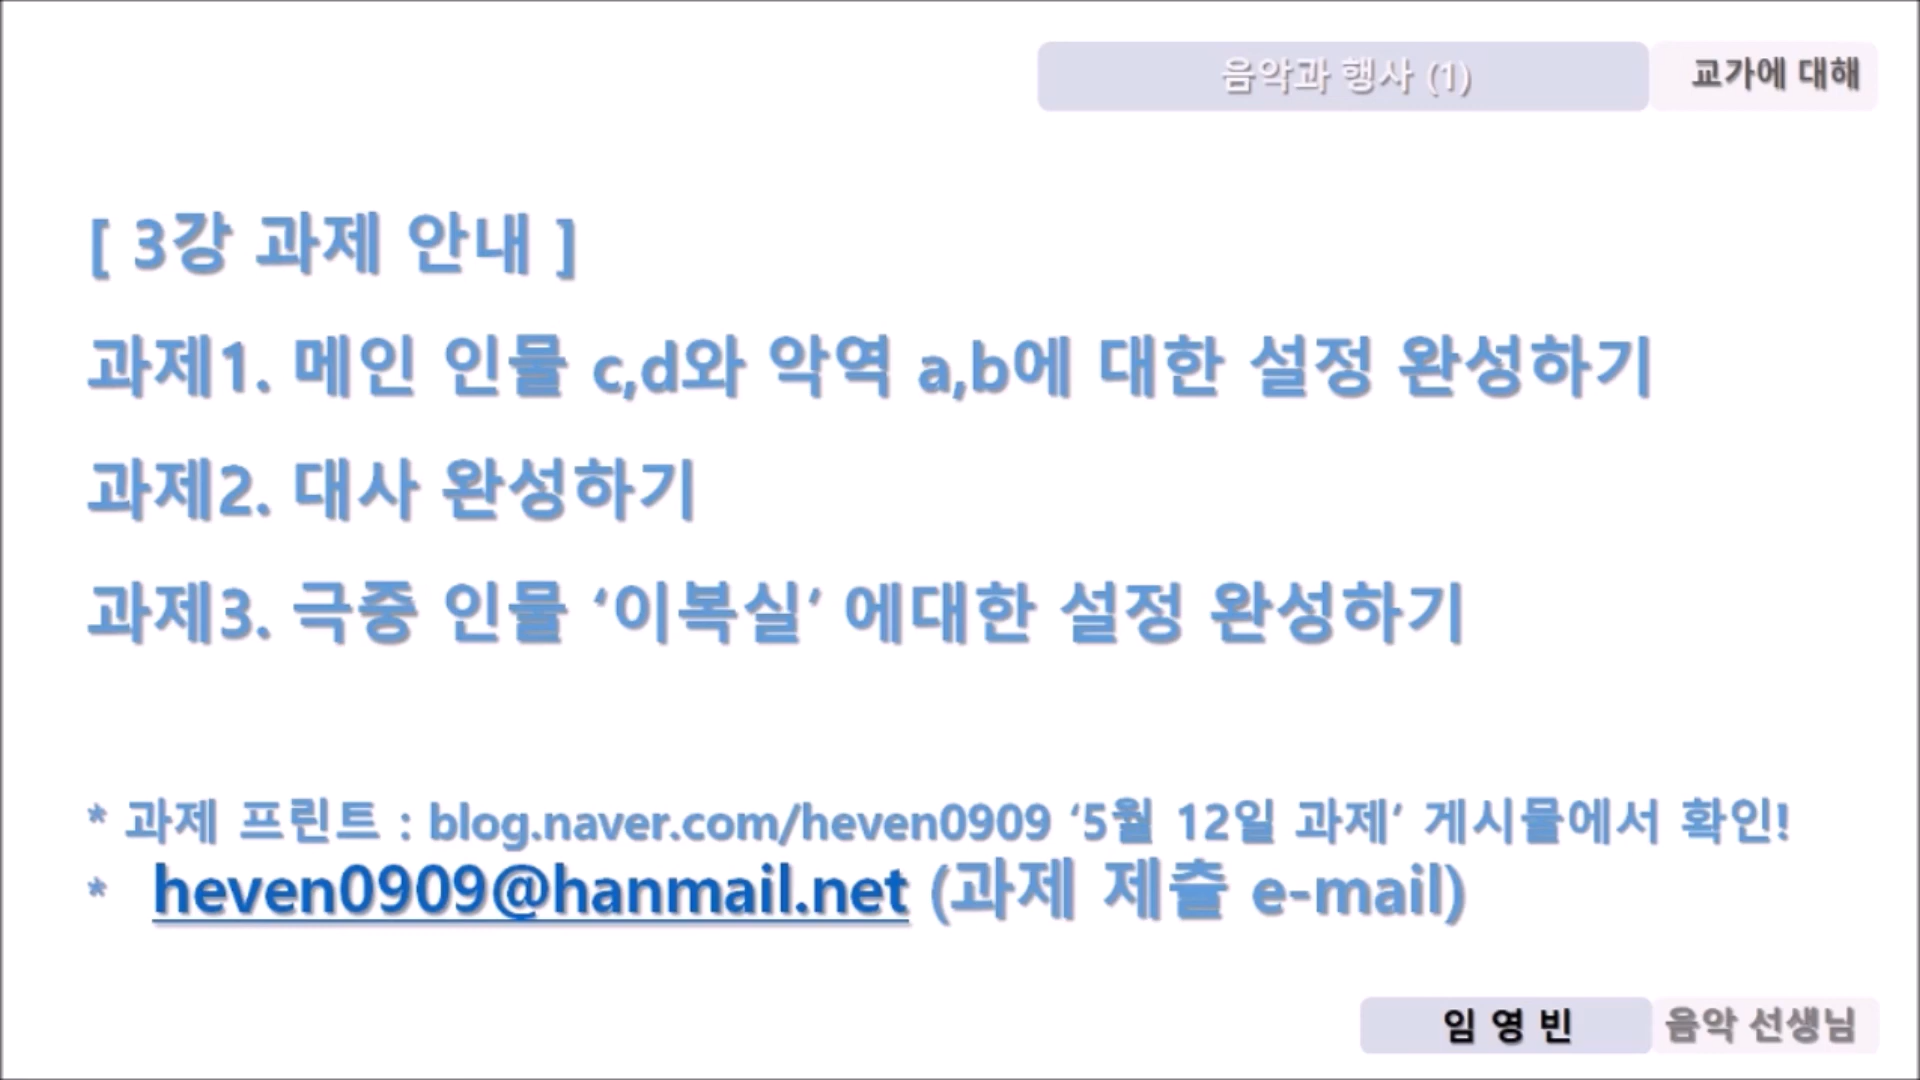 음악과 행사 (1) 교가에 대해
[ 3강 과제 안내 ]
과제1. 메인 인물 c,d와 악역 a,b에 대한 설정 완성하기
과제2. 대사 완성하기
과제3. 극중 인물 ‘이복실’ 에대한 설정 완성하기
* 과제 프린트 : blog.naver.com/heven0909 ‘5월 12일 과제’ 게시물에서 확인!
* heven0909@hanmail.net (과제 제출 e-mail)
임 영 빈 음악 선생님